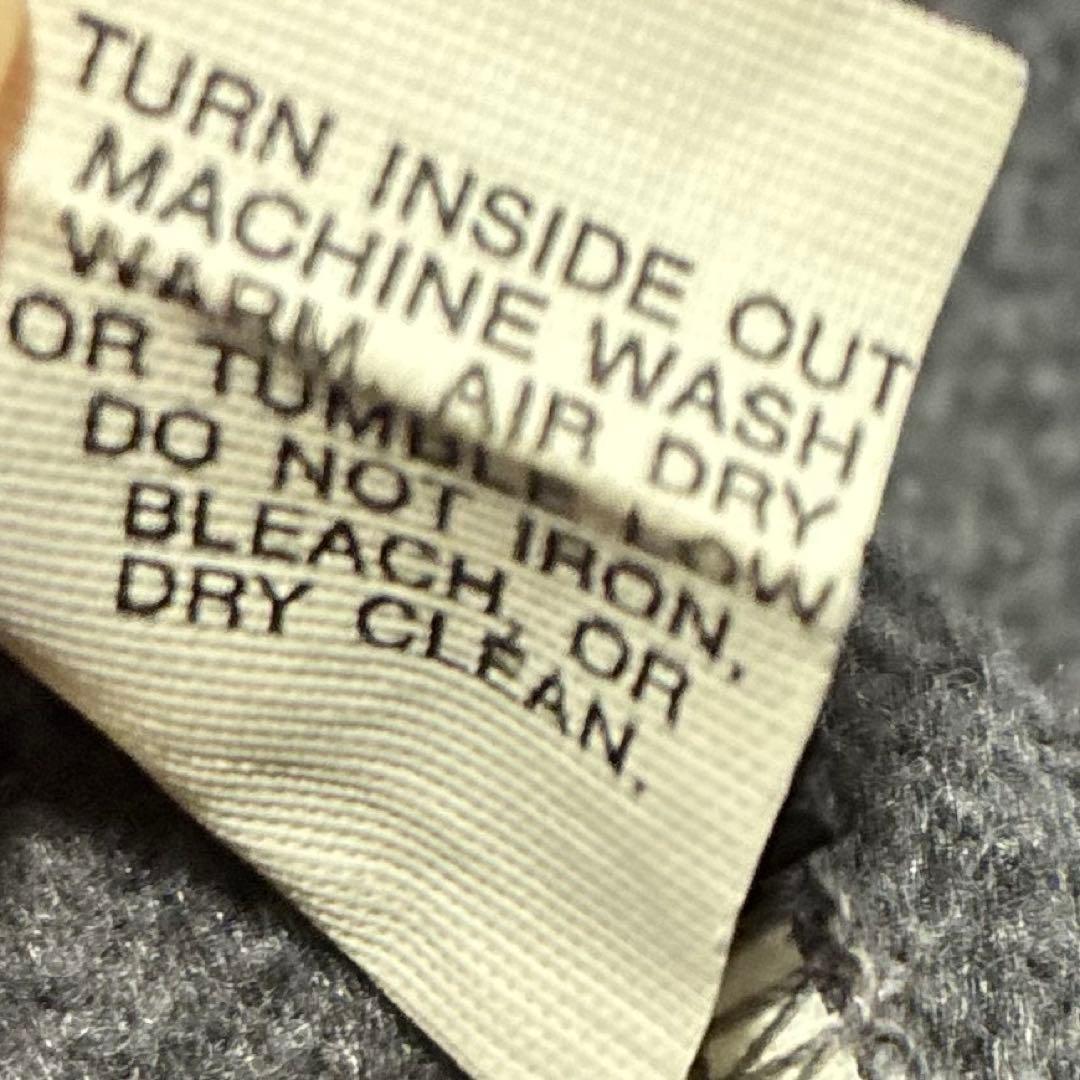 TURN INSIDE OUT
MACHINE WASH
WARM, AIR DRY
OR TUMBLE LOW
DO NOT IRON,
BLEACH, OR
DRY CLEAN.